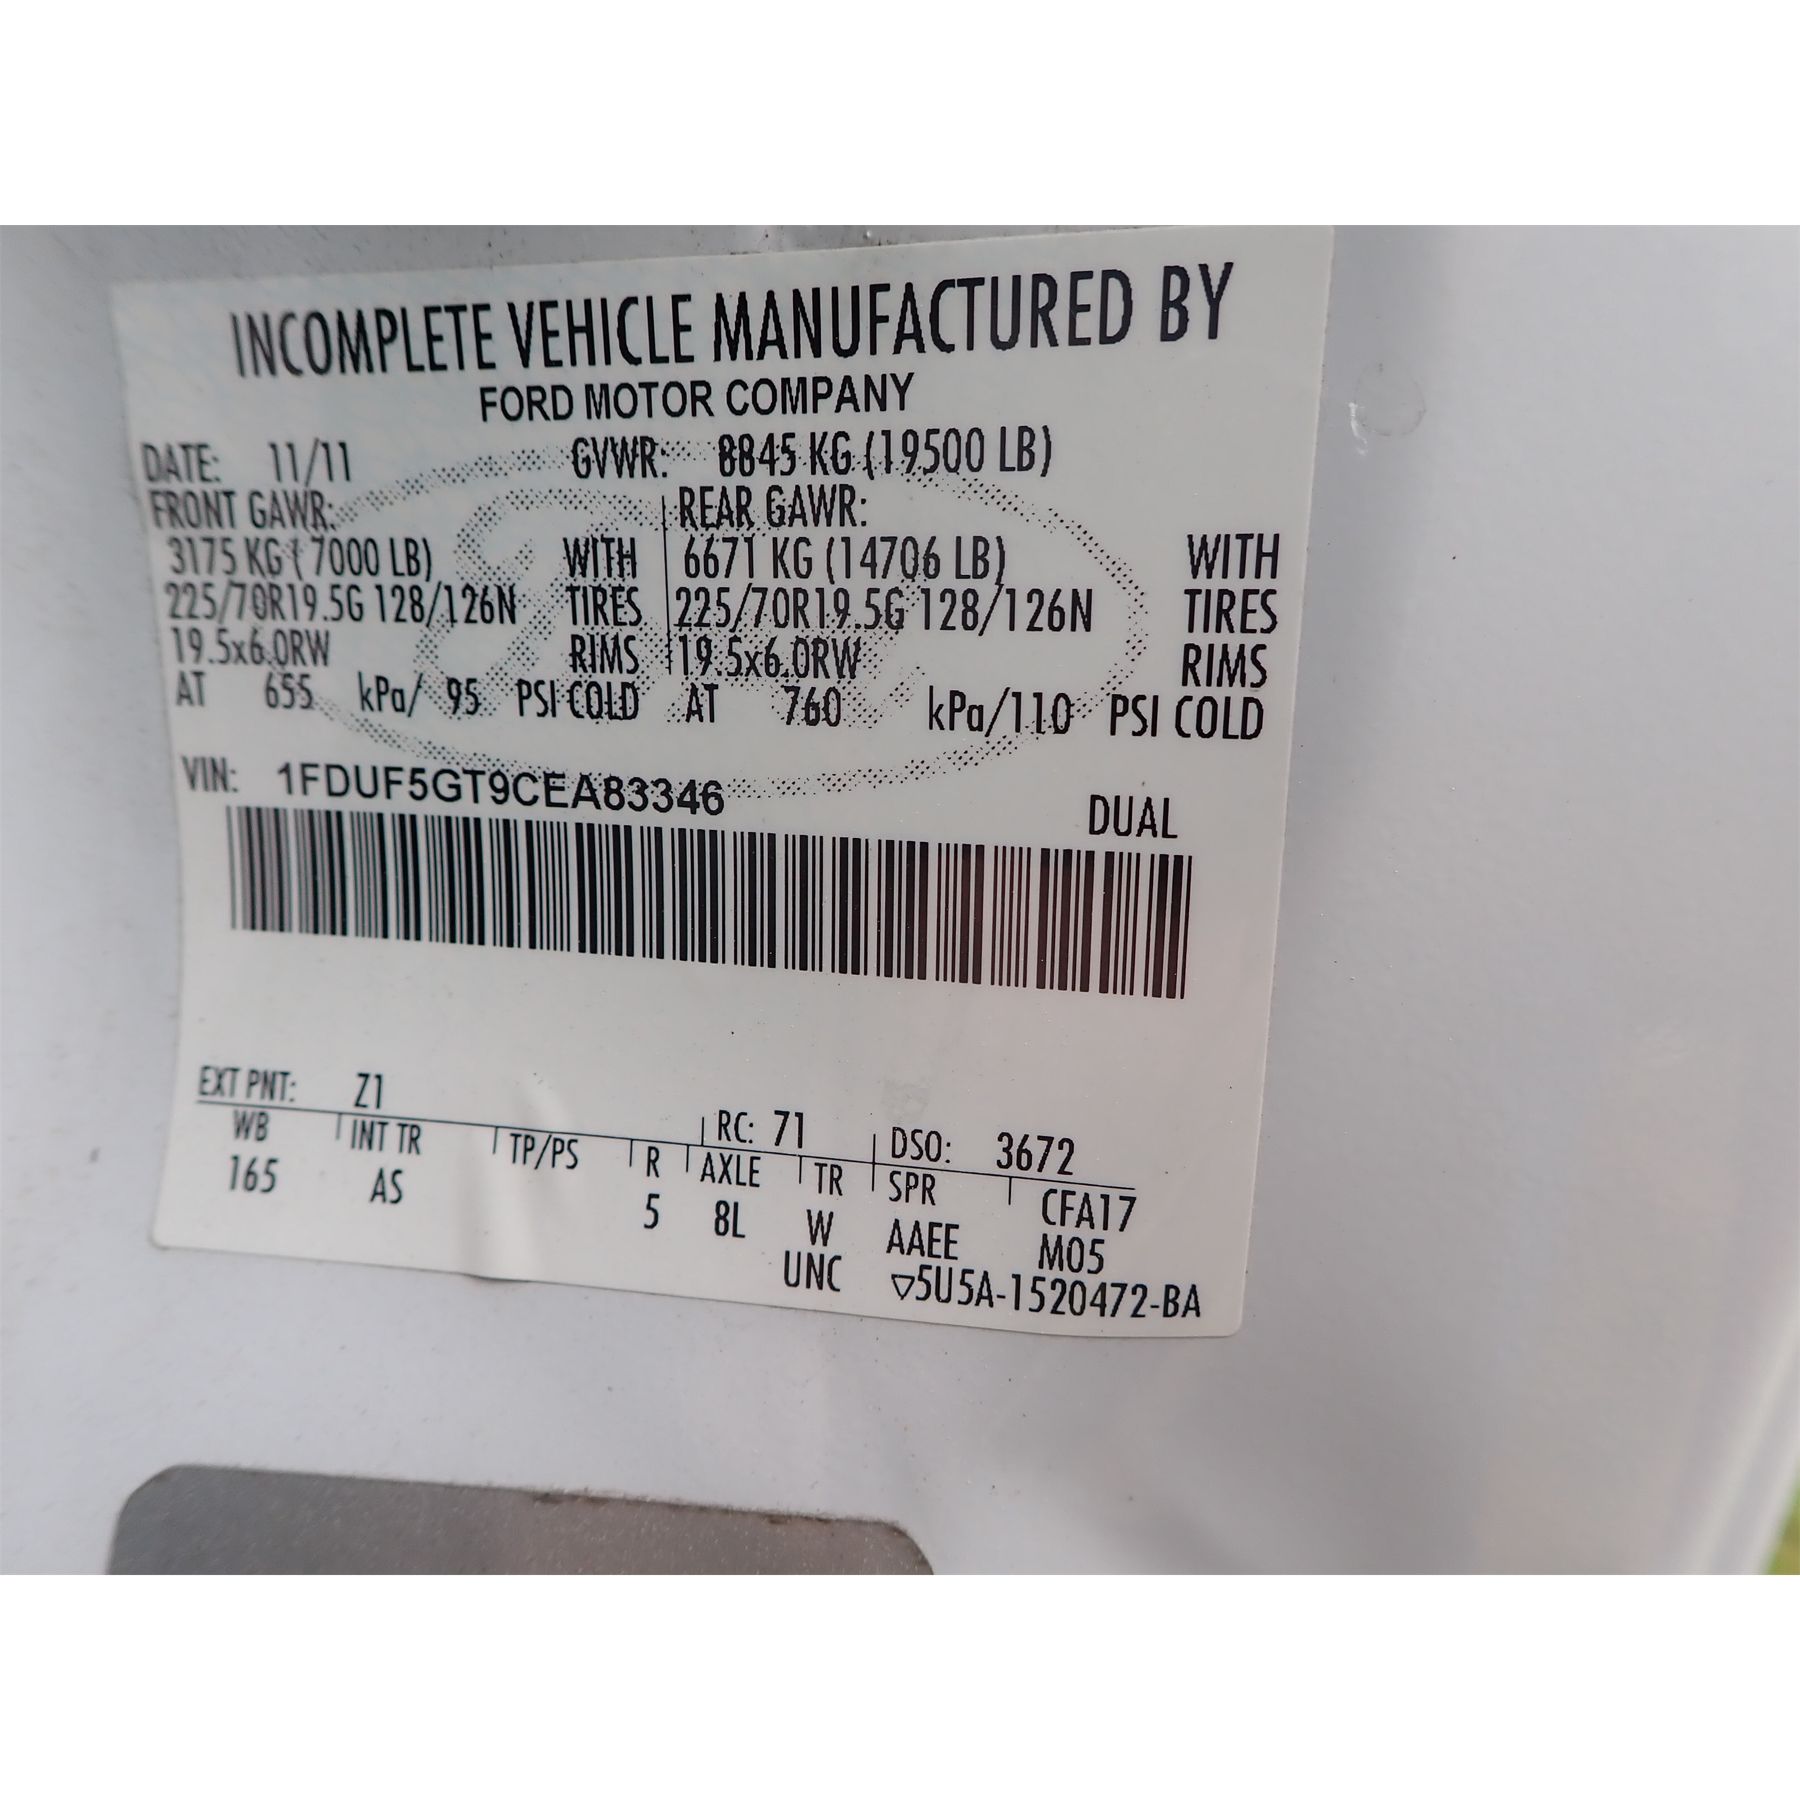 INCOMPLETE VEHICLE MANUFACTURED BY
FORD MOTOR COMPANY
DATE: 11/11 GVWR: 8845 KG (19500 LB)
FRONT GAWR: REAR GAWR:
3175 KG ( 7000 LB) WITH 6671 KG (14706 LB) WITH
225/70R19.5G 128/126N TIRES 225/70R19.5G 128/126N TIRES
19.5x6.0RW RIMS 19.5x6.0RW RIMS
AT 655 kPa/ 95 PSI COLD AT 760 kPa/110 PSI COLD
VIN: 1FDUF5GT9CEA83346
DUAL
EXT PNT: Z1 RC: 71 DSO: 3672
WB INT TR TP/PS R AXLE TR SPR CFA17
165 AS 5 8L W AAEE M05
UNC ▽5U5A-1520472-BA